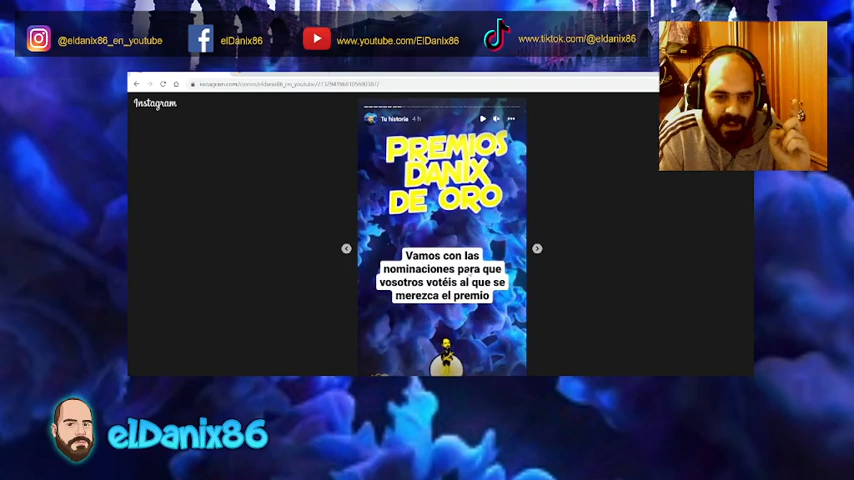 @eldanix86_en_youtube
elDanix86
www.youtube.com/ElDanix86
www.tiktok.com/@eldanix86
Instagram
Tu historia 4 h
PREMIOS
DANIX
DE ORO
Vamos con las
nominaciones para que
vosotros votéis al que se
merezca el premio
elDanix86